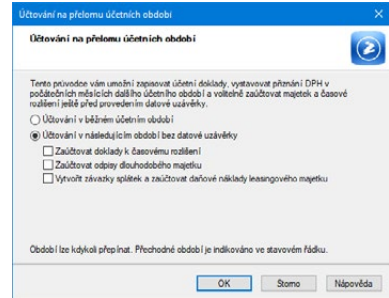 Účtování na přelomu účetních období
Účtování na přelomu účetních období
Tento průvodce vám umožní zapisovat účetní doklady, vystavovat přiznání DPH v
počátečních měsících dalšího účetního období a volitelně zaúčtovat majetek a časové
rozlišení ještě před provedením datové uzávěrky.
Účtování v běžném účetním období
Účtování v následujícím období bez datové uzávěrky
Zaúčtovat doklady k časovému rozlišení
Zaúčtovat odpisy dlouhodobého majetku
Vytvořit závazky splátek a zaúčtovat daňové náklady leasingového majetku
Období lze kdykoli přepínat. Přechodné období je indikováno ve stavovém řádku.
OK Storno Nápověda